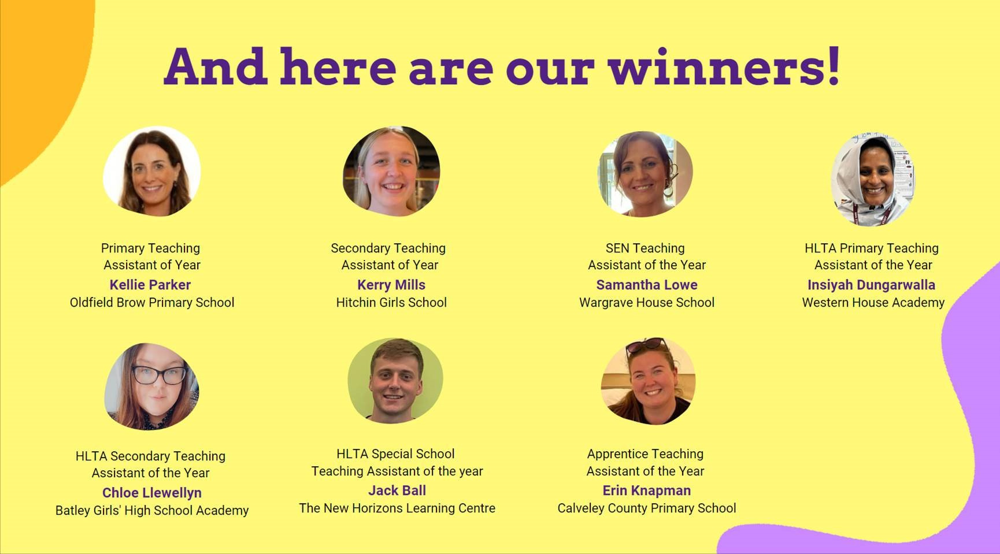 And here are our winners!
Primary Teaching
Assistant of Year
Kellie Parker
Oldfield Brow Primary School
Secondary Teaching
Assistant of Year
Kerry Mills
Hitchin Girls School
SEN Teaching
Assistant of the Year
Samantha Lowe
Wargrave House School
HLTA Primary Teaching
Assistant of the Year
Insiyah Dungarwalla
Western House Academy
HLTA Secondary Teaching
Assistant of the Year
Chloe Llewellyn
Batley Girls' High School Academy
HLTA Special School
Teaching Assistant of the year
Jack Ball
The New Horizons Learning Centre
Apprentice Teaching
Assistant of the Year
Erin Knapman
Calveley County Primary School